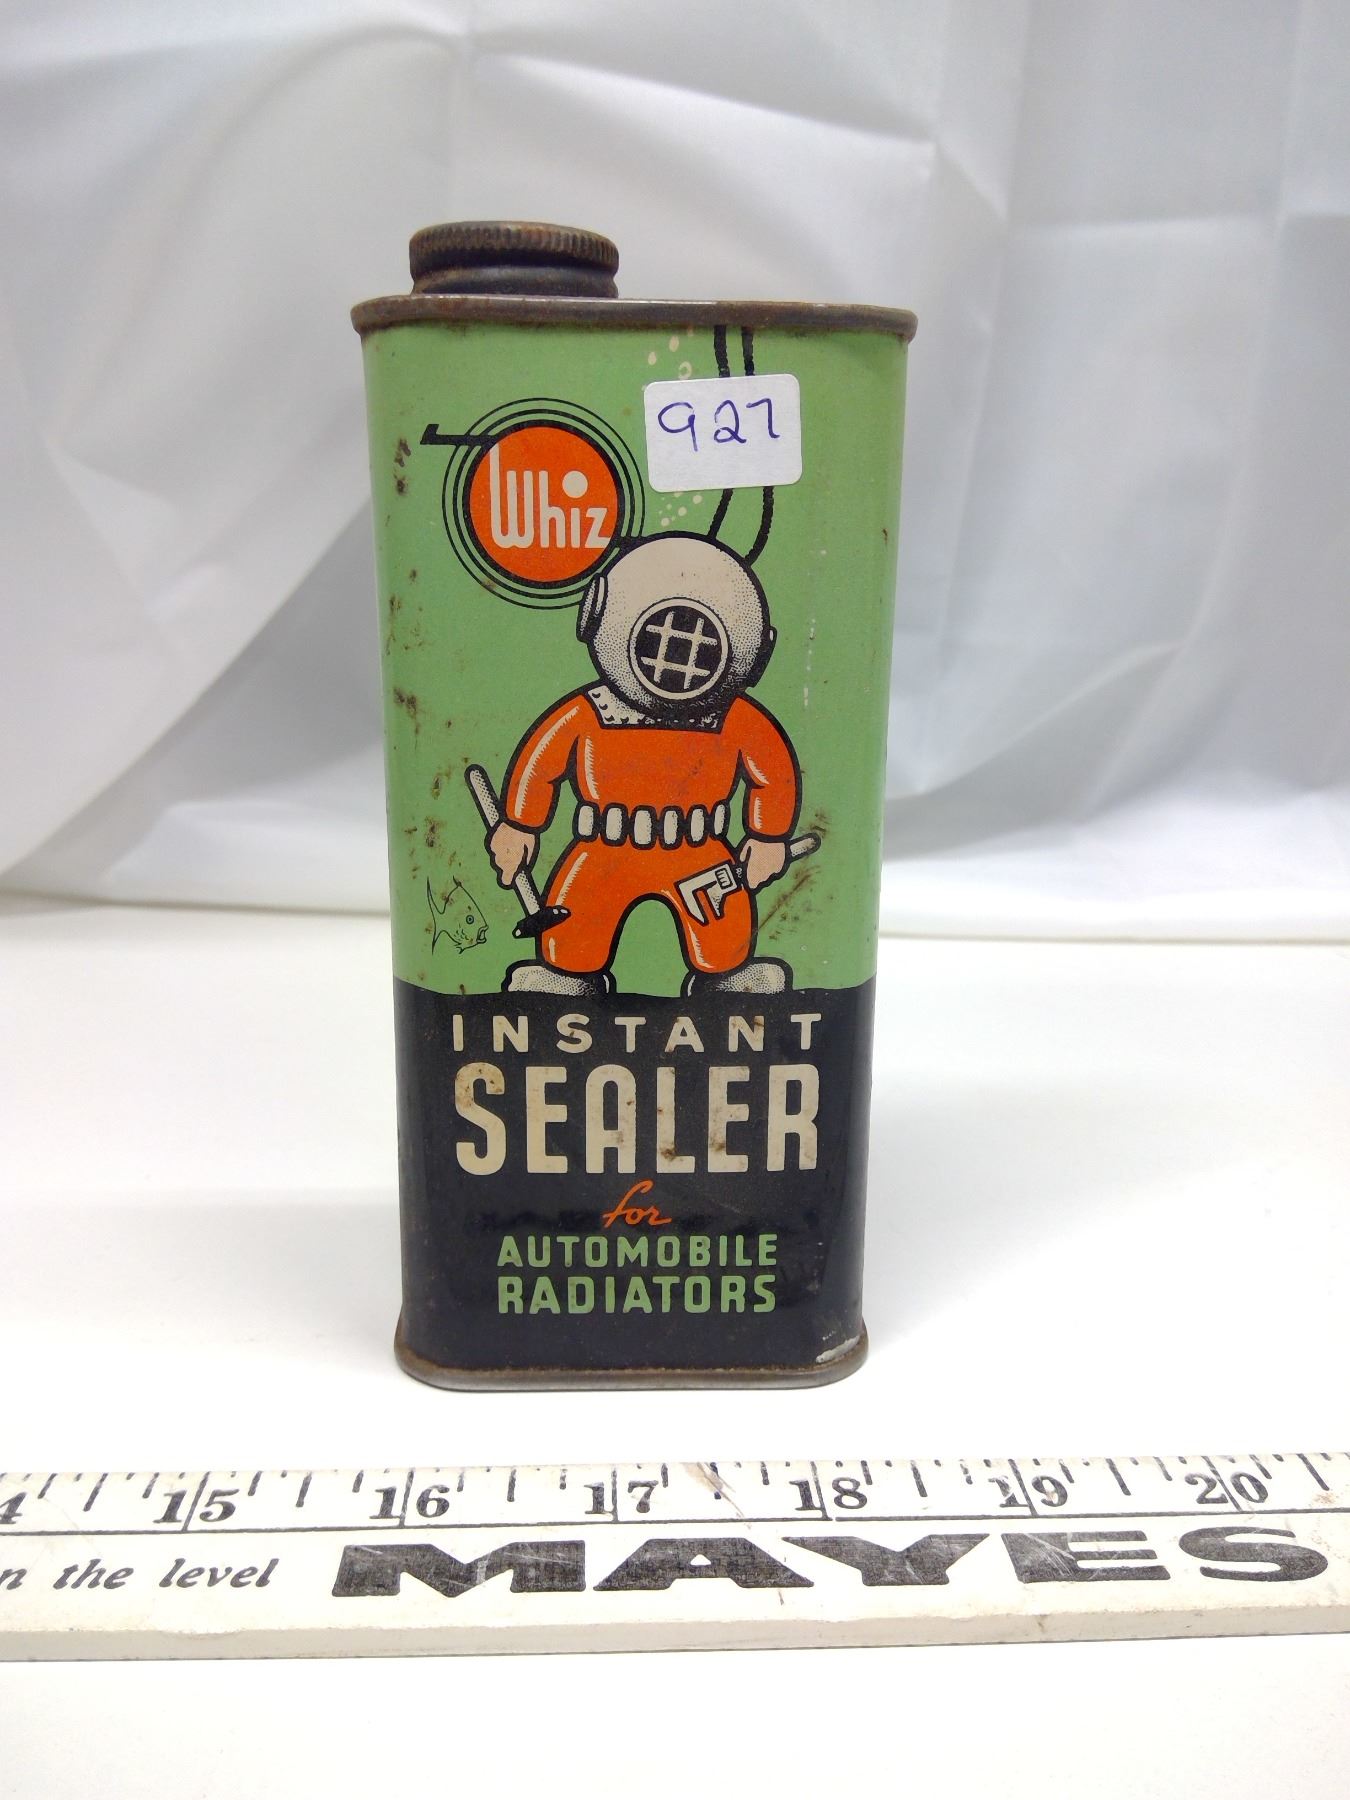 927
Whiz
INSTANT
SEALER
for
AUTOMOBILE
RADIATORS
4 15 16 17 18 19 20
n the level MAYES